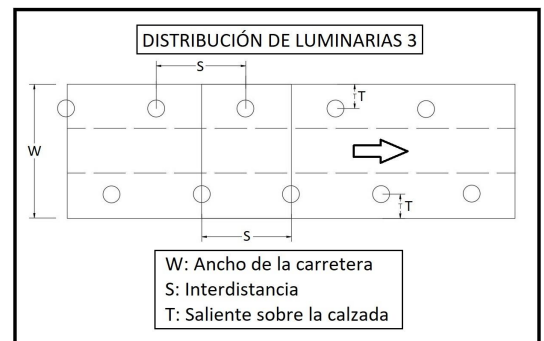 DISTRIBUCIÓN DE LUMINARIAS 3
S
T
W
T
S
W: Ancho de la carretera
S: Interdistancia
T: Saliente sobre la calzada